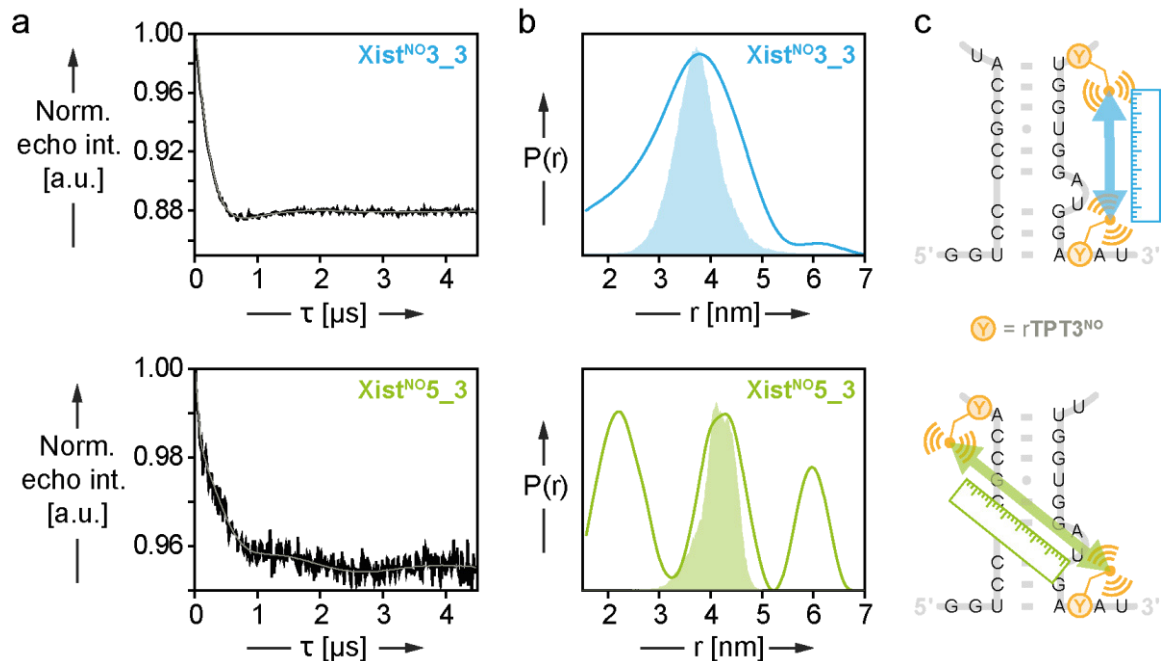 a
b
c
1.00
0.96
0.92
0.88
Norm.
echo int.
[a.u.]
Xist^NO3_3
0 1 2 3 4
τ [µs]
P(r)
Xist^NO3_3
2 3 4 5 6 7
r [nm]
U A C C G C C C C U G G 5'
Y U G G U G G A U G G A Y A U 3'
Y = rTPT3^NO
1.00
0.98
0.96
Norm.
echo int.
[a.u.]
Xist^NO5_3
0 1 2 3 4
τ [µs]
P(r)
Xist^NO5_3
2 3 4 5 6 7
r [nm]
Y A C C G C C C U G G 5'
U U G G U G G A U G A Y A U 3'